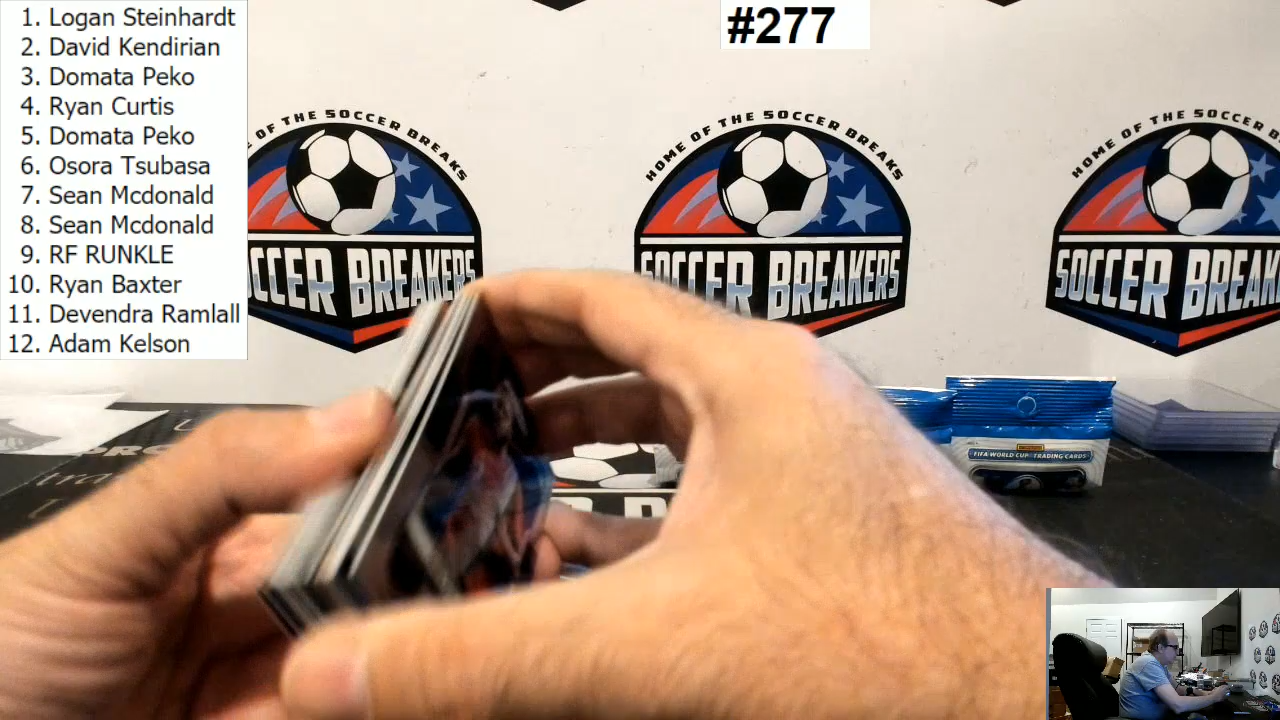 1. Logan Steinhardt
2. David Kendirian
3. Domata Peko
4. Ryan Curtis
5. Domata Peko
6. Osora Tsubasa
7. Sean Mcdonald
8. Sean Mcdonald
9. RF RUNKLE
10. Ryan Baxter
11. Devendra Ramlall
12. Adam Kelson
#277
OF THE SOCCER BREAKS
SOCCER BREAKERS
HOME OF THE SOCCER BREAKS
SOCCER BREAKERS
HOME OF THE SOCCER
SOCCER BREAK
FIFA WORLD CUP TRADING CARDS